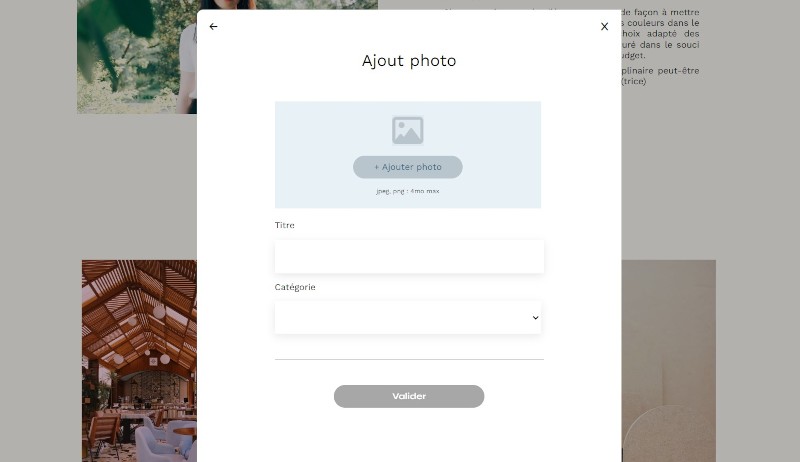 de façon à mettre
couleurs dans le
hoix adapté des
uré dans le souci
udget.
plinaire peut-être
(trice)
←
X
Ajout photo
+ Ajouter photo
jpeg, png : 4mo max
Titre
Catégorie
Valider